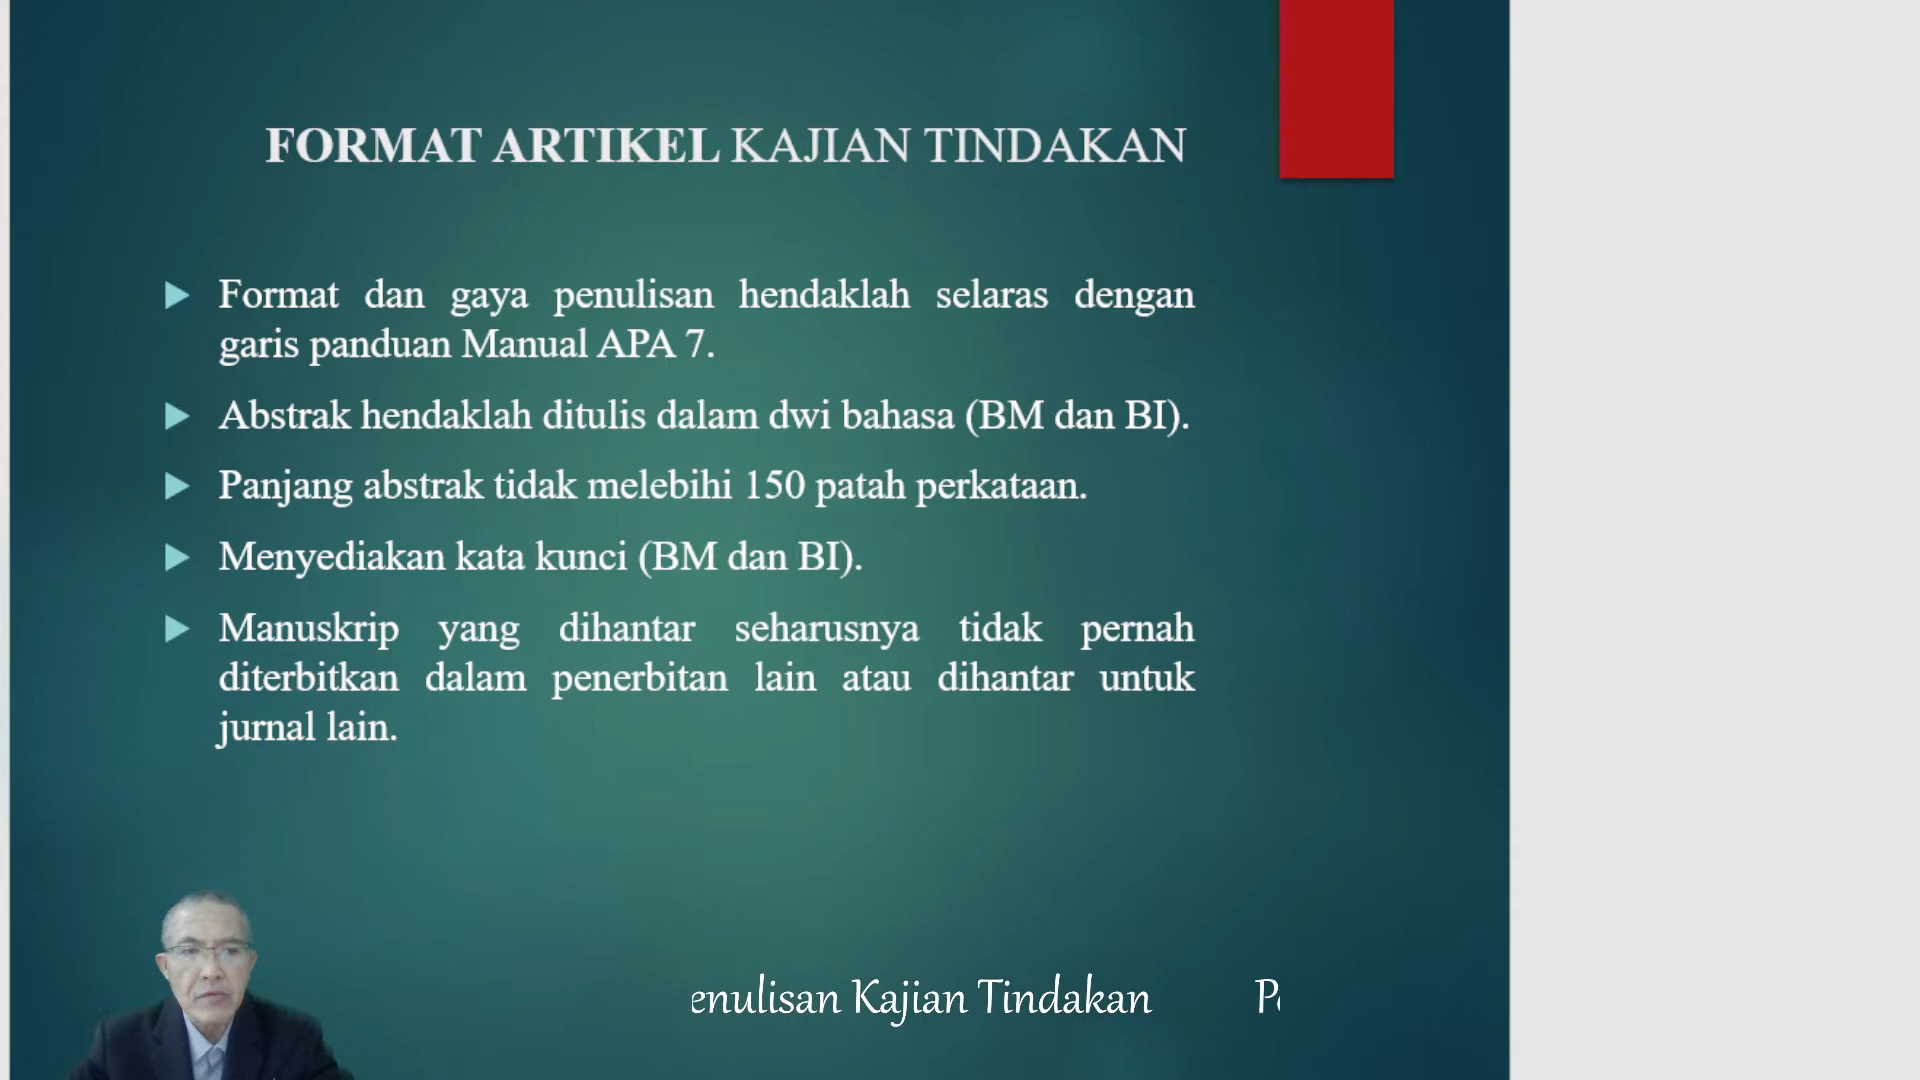 FORMAT ARTIKEL KAJIAN TINDAKAN
Format dan gaya penulisan hendaklah selaras dengan
garis panduan Manual APA 7.
Abstrak hendaklah ditulis dalam dwi bahasa (BM dan BI).
Panjang abstrak tidak melebihi 150 patah perkataan.
Menyediakan kata kunci (BM dan BI).
Manuskrip yang dihantar seharusnya tidak pernah
diterbitkan dalam penerbitan lain atau dihantar untuk
jurnal lain.
enulisan Kajian Tindakan